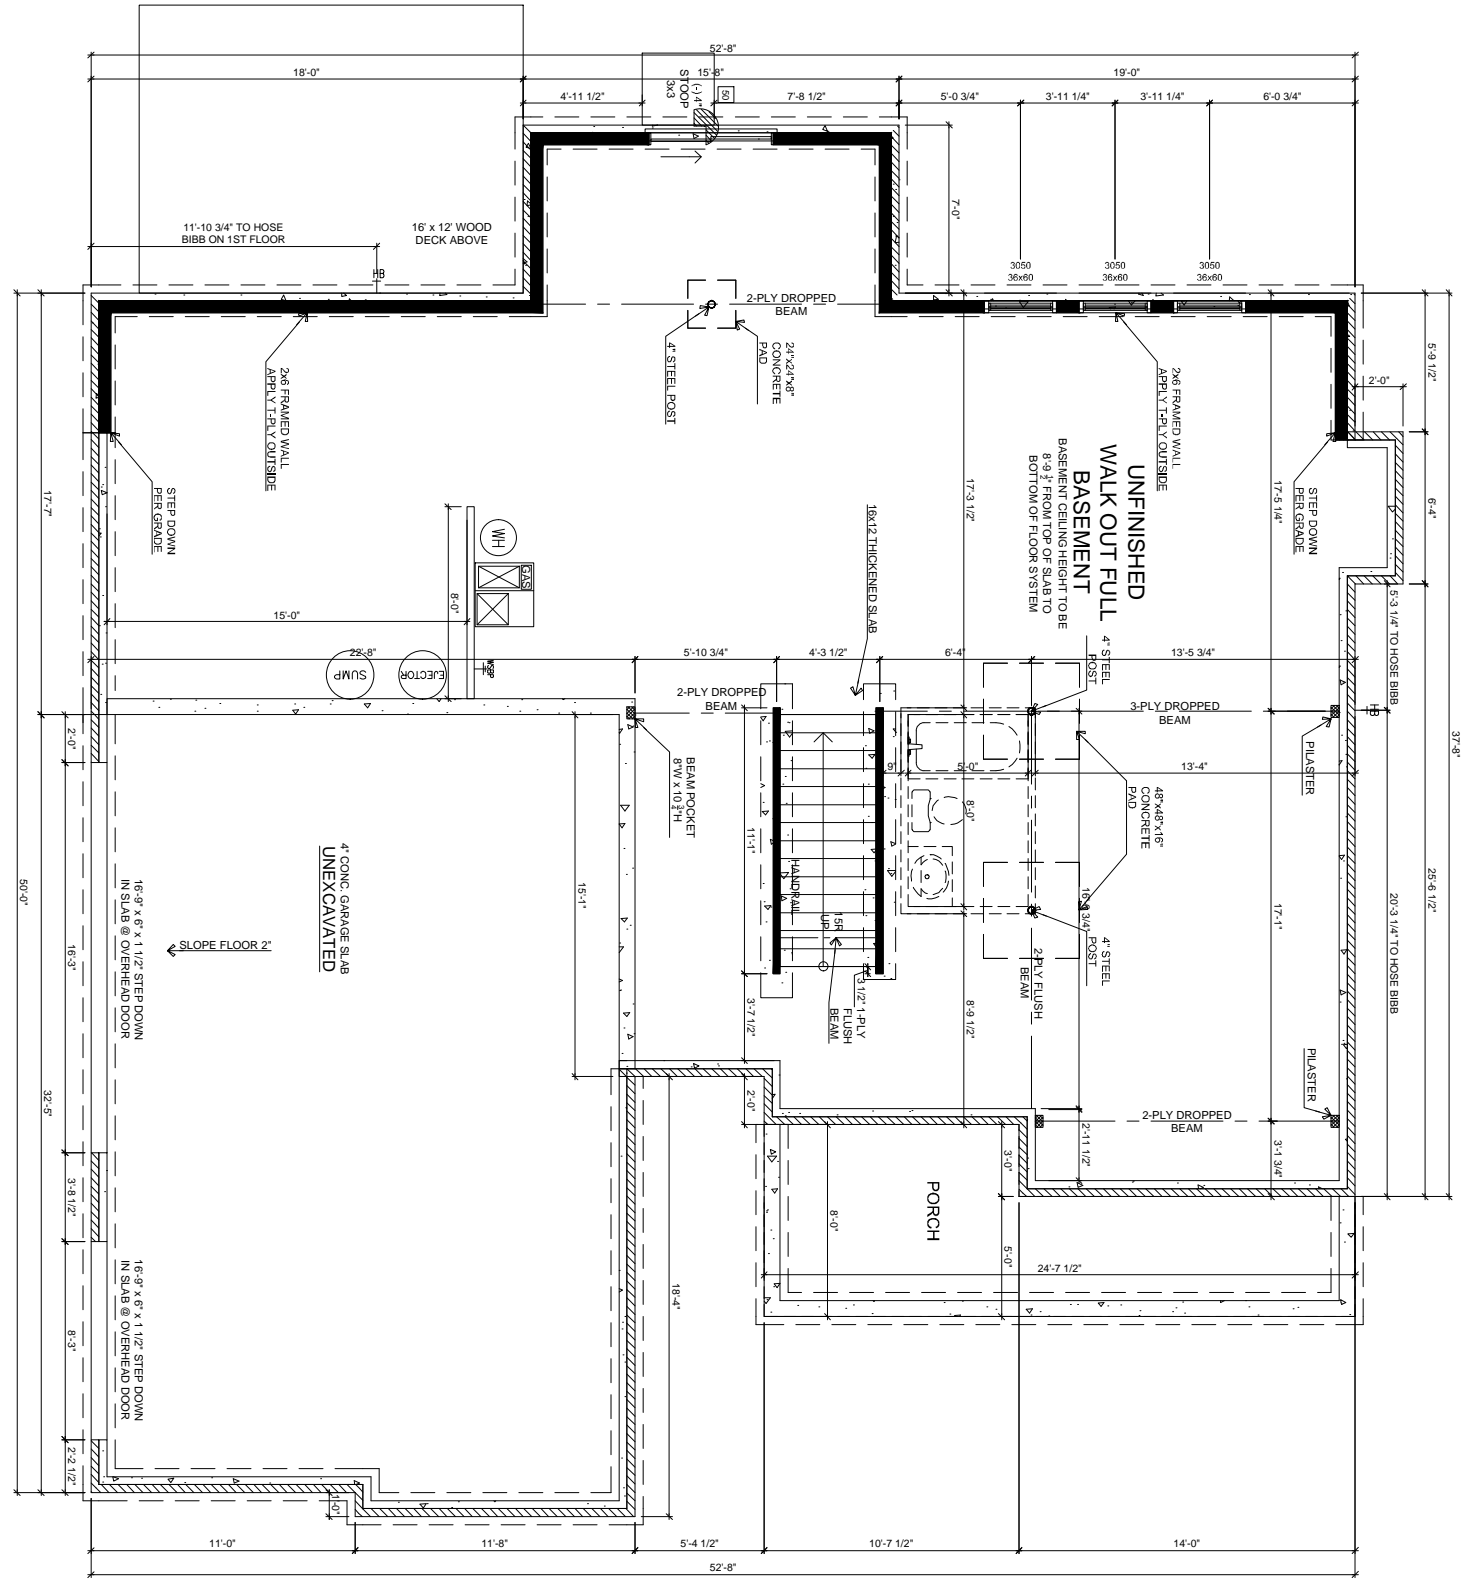 52'-8"
18'-0"
15'-8"
19'-0"
4'-11 1/2"
7'-8 1/2"
5'-0 3/4"
3'-11 1/4"
3'-11 1/4"
6'-0 3/4"
(-) 4"
STOOP
3x3
50
7'-0"
11'-10 3/4" TO HOSE
BIBB ON 1ST FLOOR
16' x 12' WOOD
DECK ABOVE
HB
3050
36x60
3050
36x60
3050
36x60
2-PLY DROPPED
BEAM
24"x24"x8"
CONCRETE
PAD
4" STEEL POST
2x6 FRAMED WALL
APPLY T-PLY OUTSIDE
2x6 FRAMED WALL
APPLY T-PLY OUTSIDE
5'-9 1/2"
2'-0"
6'-4"
17'-7"
STEP DOWN
PER GRADE
STEP DOWN
PER GRADE
17'-3 1/2"
17'-5 1/4"
UNFINISHED
WALK OUT FULL
BASEMENT
BASEMENT CEILING HEIGHT TO BE
8'-9 1/2" FROM TOP OF SLAB TO
BOTTOM OF FLOOR SYSTEM
16x12 THICKENED SLAB
WH
GAS
8'-0"
15'-0"
SUMP
EJECTOR
22'-8"
5'-10 3/4"
4'-3 1/2"
6'-4"
13'-5 3/4"
5'-3 1/4" TO HOSE BIBB
HB
37'-8"
4" STEEL
POST
2-PLY DROPPED
BEAM
3-PLY DROPPED
BEAM
PILASTER
9"
5'-0"
13'-4"
2'-0"
BEAM POCKET
8"W x 10 3/4"H
48"x48"x16"
CONCRETE
PAD
8'-0"
11'-1"
HANDRAIL
15R
UP
4" CONC. GARAGE SLAB
UNEXCAVATED
15'-1"
17'-1"
25'-6 1/2"
20'-3 1/4" TO HOSE BIBB
16'-9" x 6" x 1 1/2" STEP DOWN
IN SLAB @ OVERHEAD DOOR
SLOPE FLOOR 2"
50'-0"
16'-3"
4" STEEL
POST
2-PLY FLUSH
BEAM
3 1/2" 1-PLY
FLUSH
BEAM
3'-7 1/2"
8'-9 1/2"
PILASTER
32'-5"
2'-0"
2-PLY DROPPED
BEAM
2'-11 1/2"
3'-1 3/4"
3'-0"
3'-8 1/2"
PORCH
8'-0"
5'-0"
24'-7 1/2"
18'-4"
16'-9" x 6" x 1 1/2" STEP DOWN
IN SLAB @ OVERHEAD DOOR
8'-3"
2'-2 1/2"
1'-0"
11'-0"
11'-8"
5'-4 1/2"
10'-7 1/2"
14'-0"
52'-8"